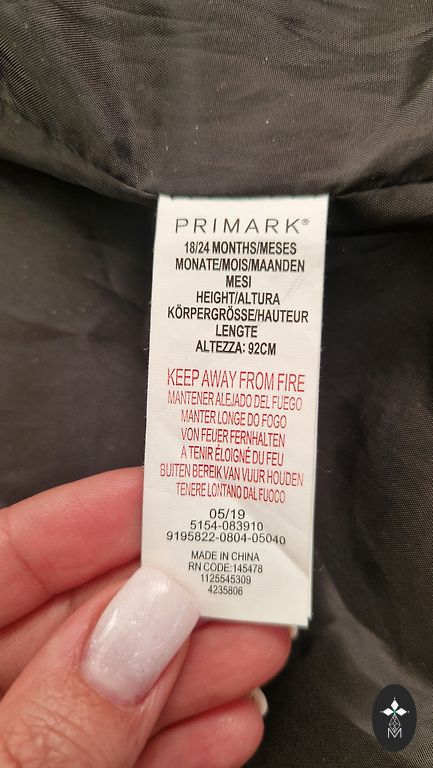 PRIMARK®
18/24 MONTHS/MESES
MONATE/MOIS/MAANDEN
MESI
HEIGHT/ALTURA
KÖRPERGRÖSSE/HAUTEUR
LENGTE
ALTEZZA: 92CM
KEEP AWAY FROM FIRE
MANTENER ALEJADO DEL FUEGO
MANTER LONGE DO FOGO
VON FEUER FERNHALTEN
A TENIR ÉLOIGNÉ DU FEU
BUITEN BEREIK VAN VUUR HOUDEN
TENERE LONTANO DAL FUOCO
05/19
5154-083910
9195822-0804-05040
MADE IN CHINA
RN CODE: 145478
1125545309
4235806
M